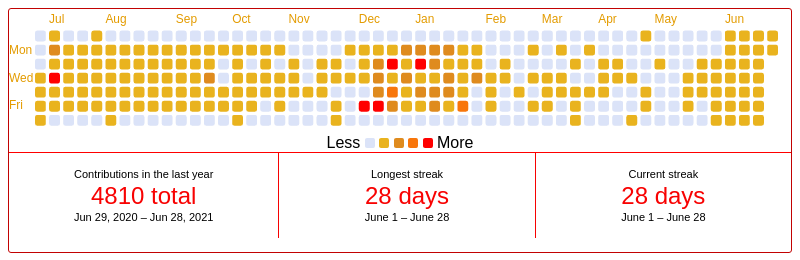 Jul Aug Sep Oct Nov Dec Jan Feb Mar Apr May Jun
Mon
Wed
Fri
Less More
Contributions in the last year
4810 total
Jun 29, 2020 – Jun 28, 2021
Longest streak
28 days
June 1 – June 28
Current streak
28 days
June 1 – June 28